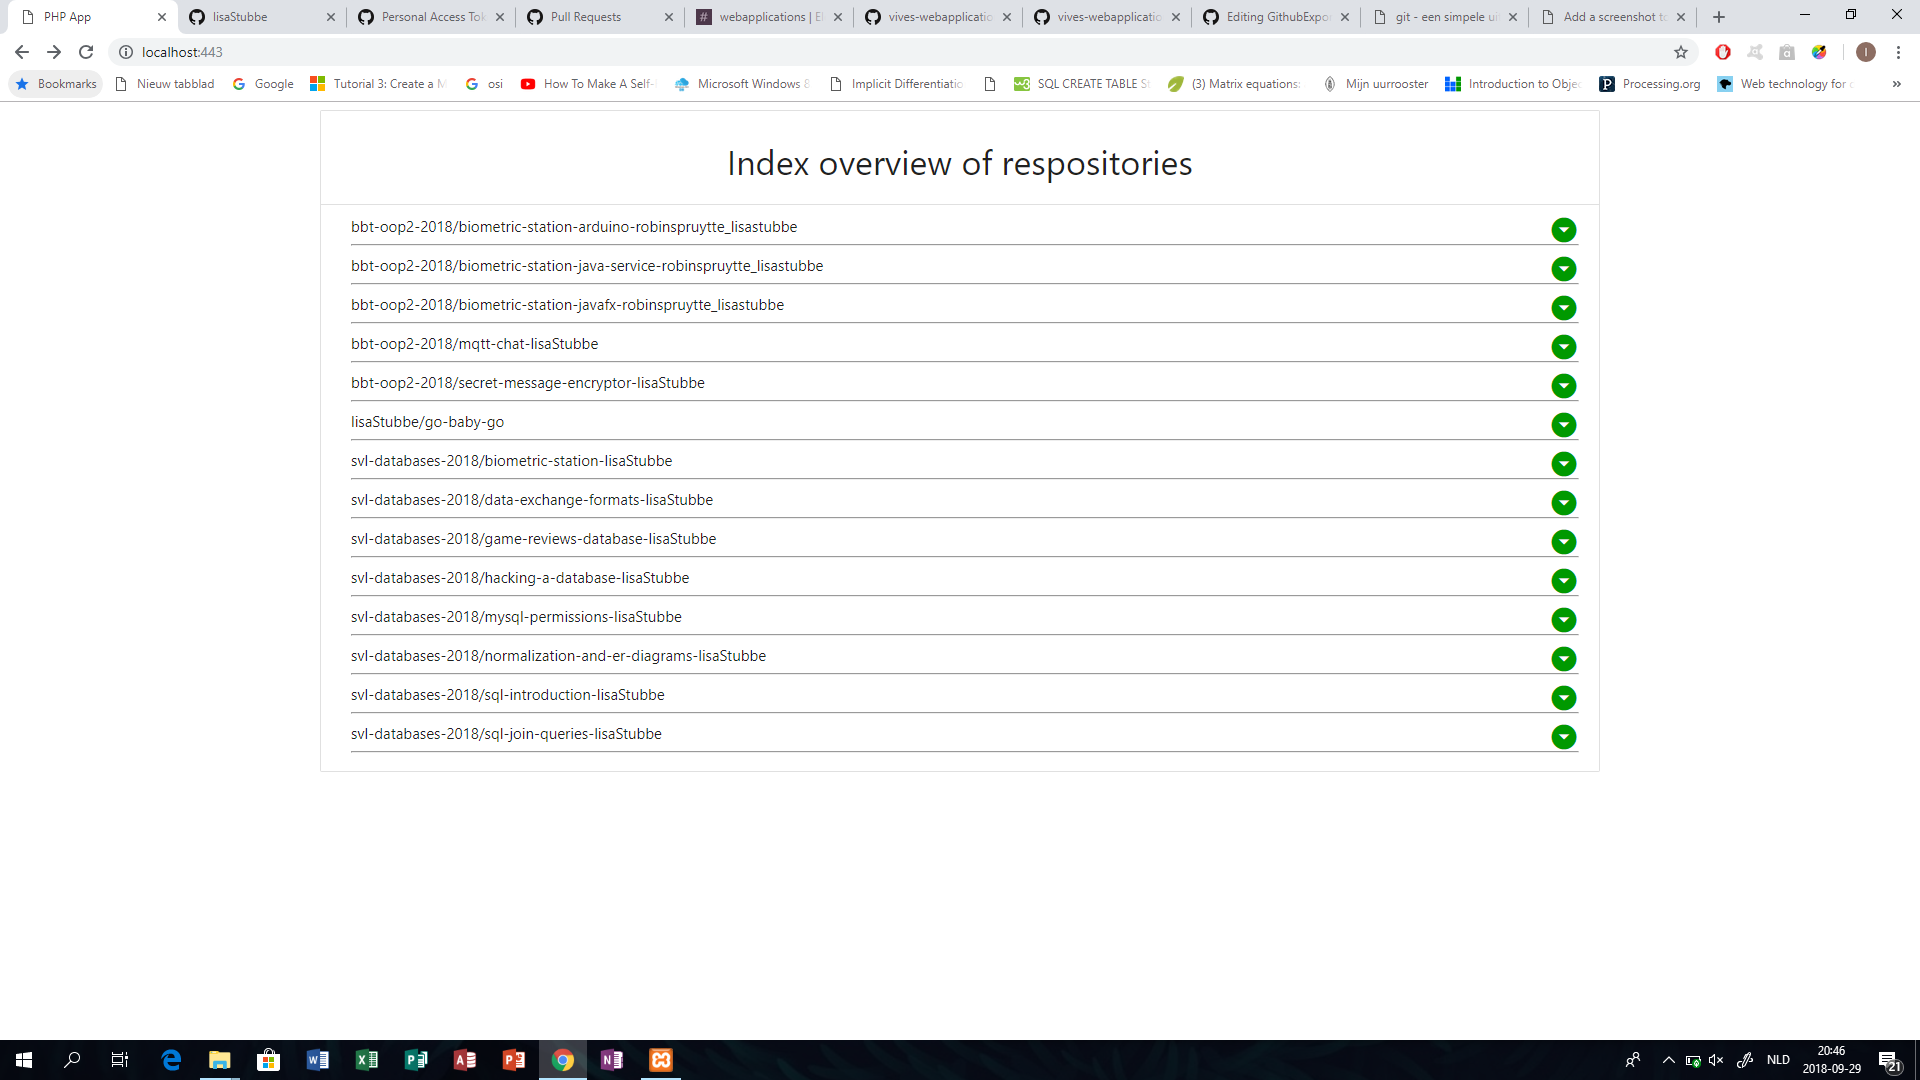 PHP App
lisaStubbe
Personal Access Tok
Pull Requests
webapplications | El
vives-webapplicatio
vives-webapplicatio
Editing GithubExpo
git - een simpele
Add a screenshot
localhost:443
Bookmarks
Nieuw tabblad
Google
Tutorial 3: Create a M
osi
How To Make A Self-
Microsoft Windows 8
Implicit Differentiatio
SQL CREATE TABLE
(3) Matrix equations:
Mijn uurrooster
Introduction to Objec
Processing.org
Web technology for
Index overview of respositories
bbt-oop2-2018/biometric-station-arduino-robinspruytte_lisastubbe
bbt-oop2-2018/biometric-station-java-service-robinspruytte_lisastubbe
bbt-oop2-2018/biometric-station-javafx-robinspruytte_lisastubbe
bbt-oop2-2018/mqtt-chat-lisaStubbe
bbt-oop2-2018/secret-message-encryptor-lisaStubbe
lisaStubbe/go-baby-go
svl-databases-2018/biometric-station-lisaStubbe
svl-databases-2018/data-exchange-formats-lisaStubbe
svl-databases-2018/game-reviews-database-lisaStubbe
svl-databases-2018/hacking-a-database-lisaStubbe
svl-databases-2018/mysql-permissions-lisaStubbe
svl-databases-2018/normalization-and-er-diagrams-lisaStubbe
svl-databases-2018/sql-introduction-lisaStubbe
svl-databases-2018/sql-join-queries-lisaStubbe
NLD
20:46
2018-09-29
21